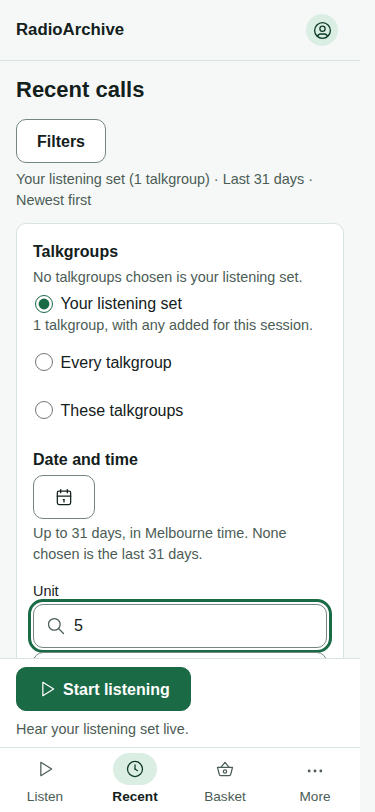 RadioArchive
Recent calls
Filters
Your listening set (1 talkgroup) · Last 31 days ·
Newest first
Talkgroups
No talkgroups chosen is your listening set.
Your listening set
1 talkgroup, with any added for this session.
Every talkgroup
These talkgroups
Date and time
Up to 31 days, in Melbourne time. None
chosen is the last 31 days.
Unit
5
Start listening
Hear your listening set live.
Listen
Recent
Basket
More